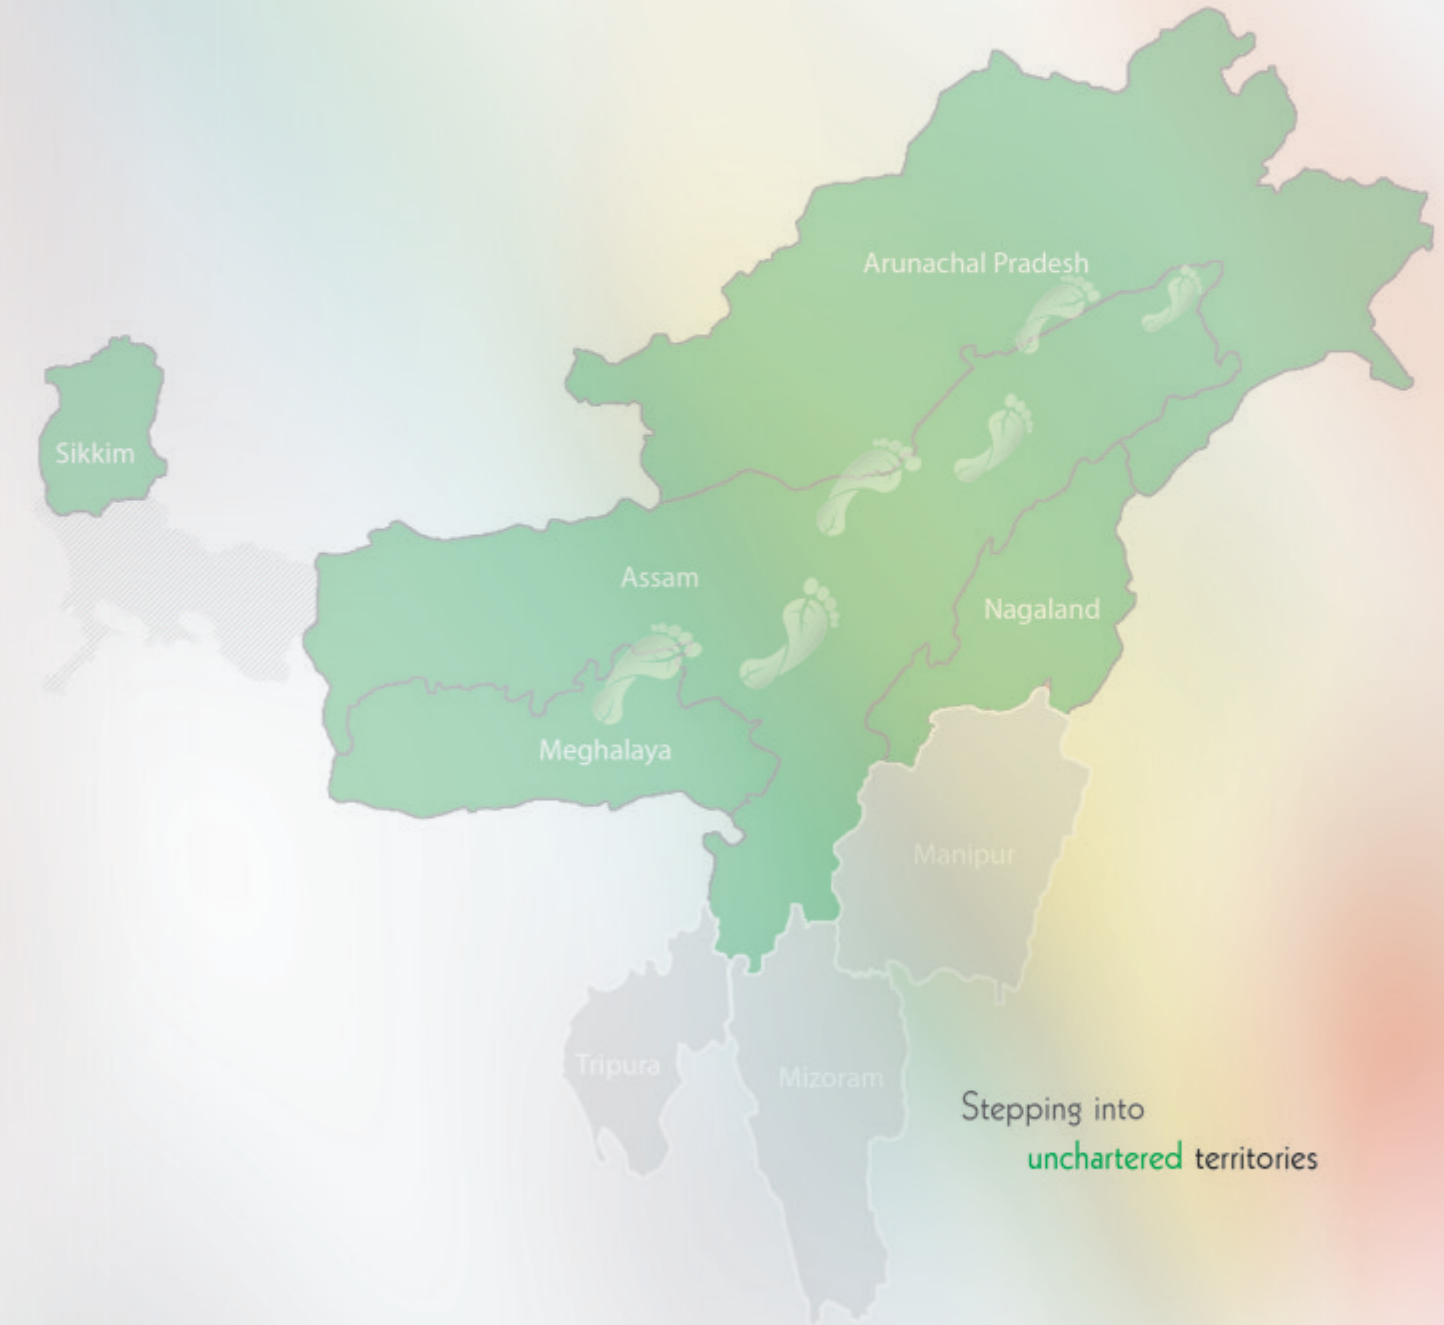 Arunachal Pradesh
Sikkim
Assam
Nagaland
Meghalaya
Manipur
Tripura
Mizoram
Stepping into
unchartered territories